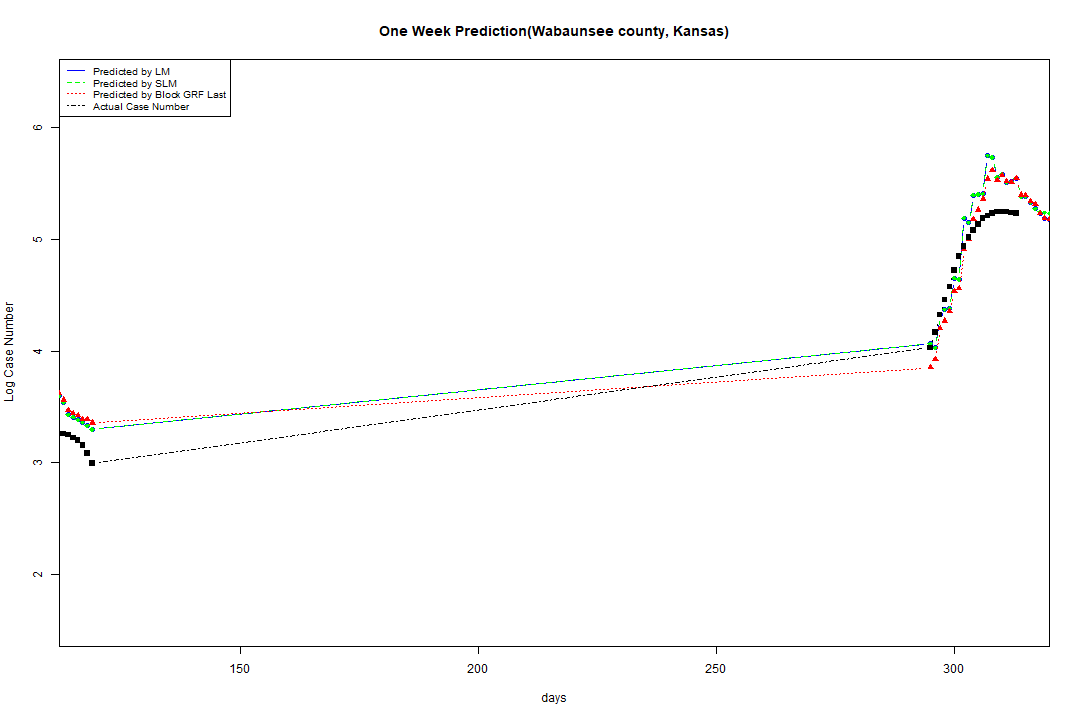 One Week Prediction(Wabaunsee county, Kansas)
Predicted by LM
Predicted by SLM
Predicted by Block GRF Last
Actual Case Number
6
5
4
3
2
Log Case Number
150
200
250
300
days